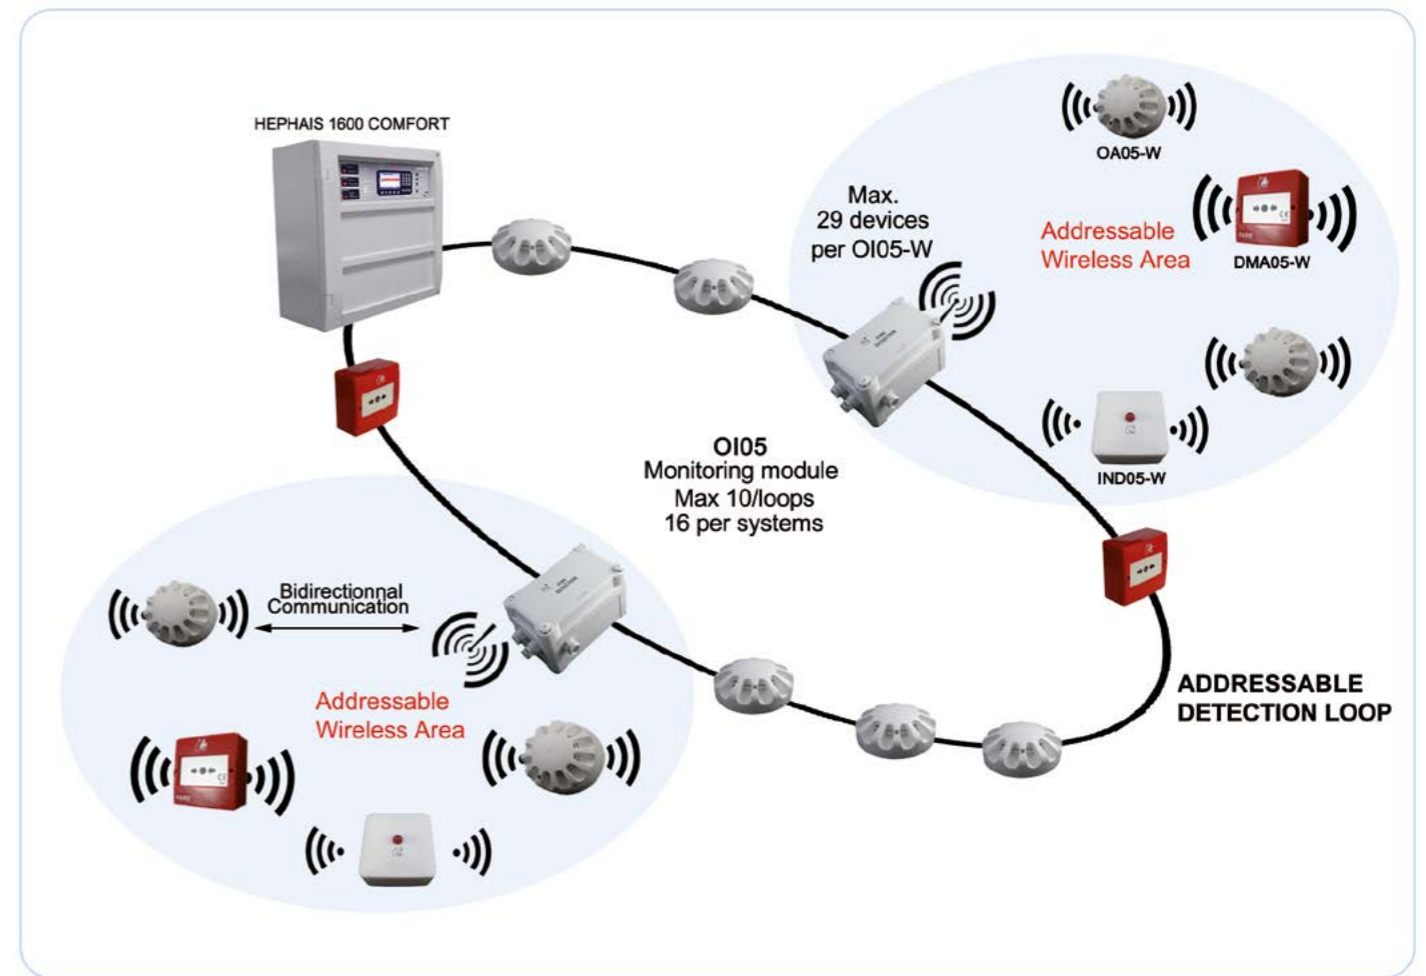 HEPHAIS 1600 COMFORT
OA05-W
Max.
29 devices
per OI05-W
Addressable
Wireless Area
DMA05-W
IND05-W
OI05
Monitoring module
Max 10/loops
16 per systems
Bidirectionnal
Communication
Addressable
Wireless Area
ADDRESSABLE
DETECTION LOOP